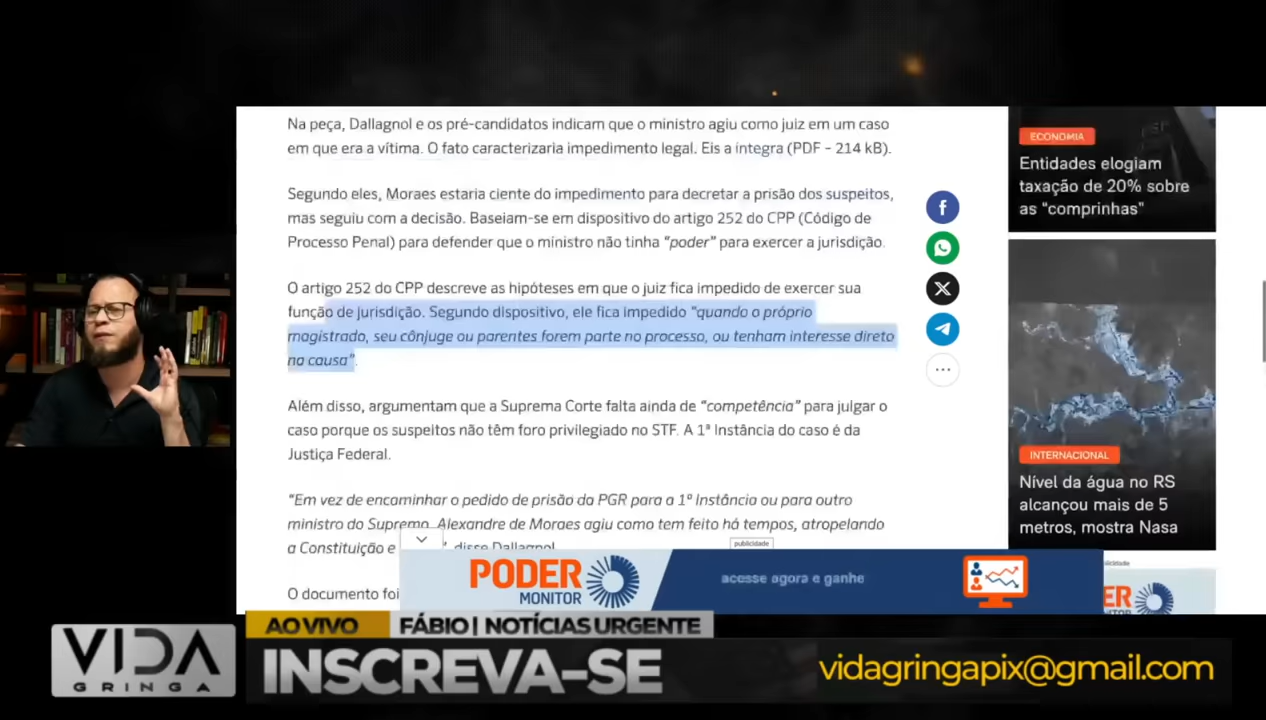 Na peça, Dallagnol e os pré-candidatos indicam que o ministro agiu como juiz em um caso
em que era a vítima. O fato caracterizaria impedimento legal. Eis a íntegra (PDF - 214 kB).
Segundo eles, Moraes estaria ciente do impedimento para decretar a prisão dos suspeitos,
mas seguiu com a decisão. Baseiam-se em dispositivo do artigo 252 do CPP (Código de
Processo Penal) para defender que o ministro não tinha "poder" para exercer a jurisdição.
O artigo 252 do CPP descreve as hipóteses em que o juiz fica impedido de exercer sua
função de jurisdição. Segundo dispositivo, ele fica impedido "quando o próprio
magistrado, seu cônjuge ou parentes forem parte no processo, ou tenham interesse direto
na causa".
Além disso, argumentam que a Suprema Corte falta ainda de "competência" para julgar o
caso porque os suspeitos não têm foro privilegiado no STF. A 1ª Instância do caso é da
Justiça Federal.
"Em vez de encaminhar o pedido de prisão da PGR para a 1ª Instância ou para outro
ministro do Supremo, Alexandre de Moraes agiu como tem feito há tempos, atropelando
a Constituição e
", disse Dallagnol
O documento foi
ECONOMIA
Entidades elogiam
taxação de 20% sobre
as "comprinhas"
INTERNACIONAL
Nível da água no RS
alcançou mais de 5
metros, mostra Nasa
publicidade
PODER
MONITOR
acesse agora e ganhe
blicidade
ER
AO VIVO
FÁBIO | NOTÍCIAS URGENTE
VIDA
GRINGA
INSCREVA-SE
vidagringapix@gmail.com